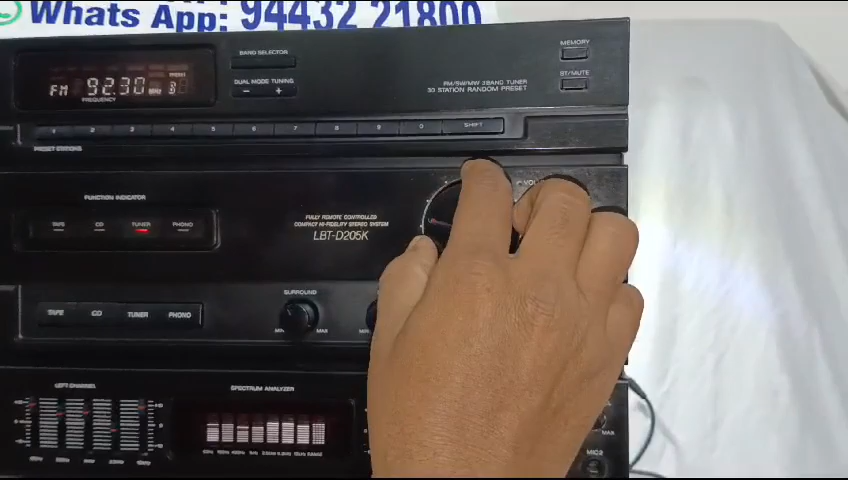 WhatsApp: 94432 21800
BAND SELECTOR
MEMORY
DUAL MODE TUNING
- +
ST/MUTE
FM 92.30
FREQUENCY
FM/SW/MW 3 BAND TUNER
30 STATION RANDOM PRESET
1 2 3 4 5 6 7 8 9 0 SHIFT
PRESET STATIONS
FUNCTION INDICATOR
TAPE CD TUNER PHONO
FULLY REMOTE CONTROLLED
COMPACT HI-FIDELITY STEREO SYSTEM
LBT-D205K
SURROUND
TAPE CD TUNER PHONO
MIN MAX
LEFT CHANNEL
SPECTRUM ANALYZER
MAX
MIC2